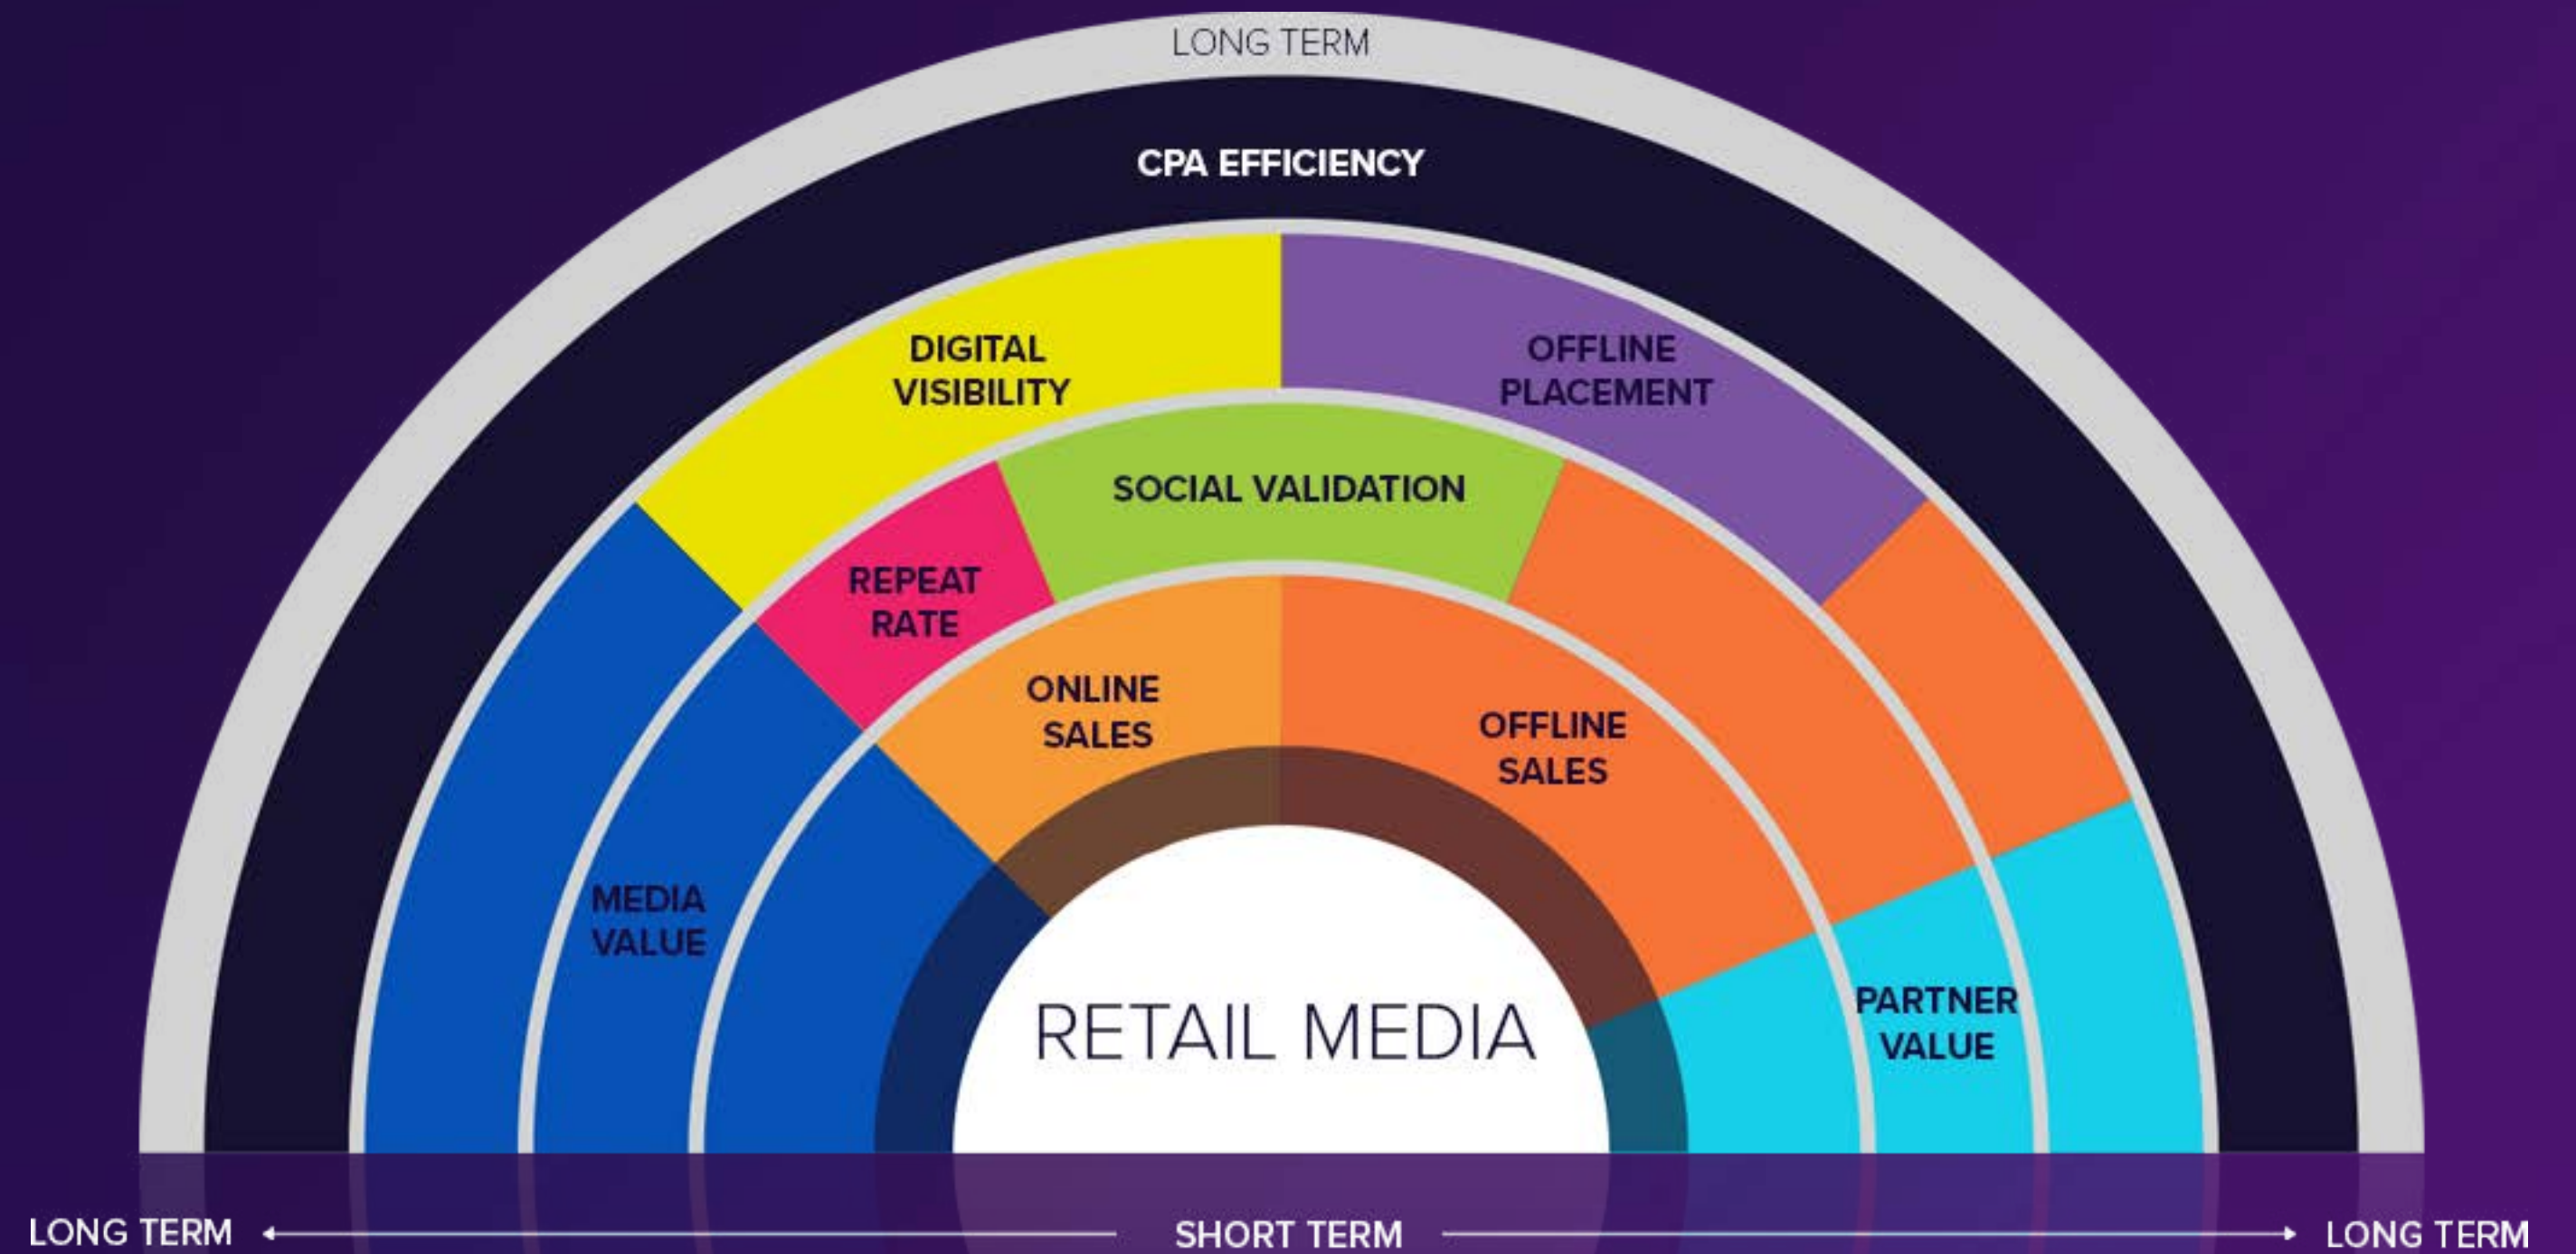 LONG TERM
CPA EFFICIENCY
DIGITAL
VISIBILITY
OFFLINE
PLACEMENT
SOCIAL VALIDATION
REPEAT
RATE
ONLINE
SALES
OFFLINE
SALES
MEDIA
VALUE
PARTNER
VALUE
RETAIL MEDIA
LONG TERM
SHORT TERM
LONG TERM